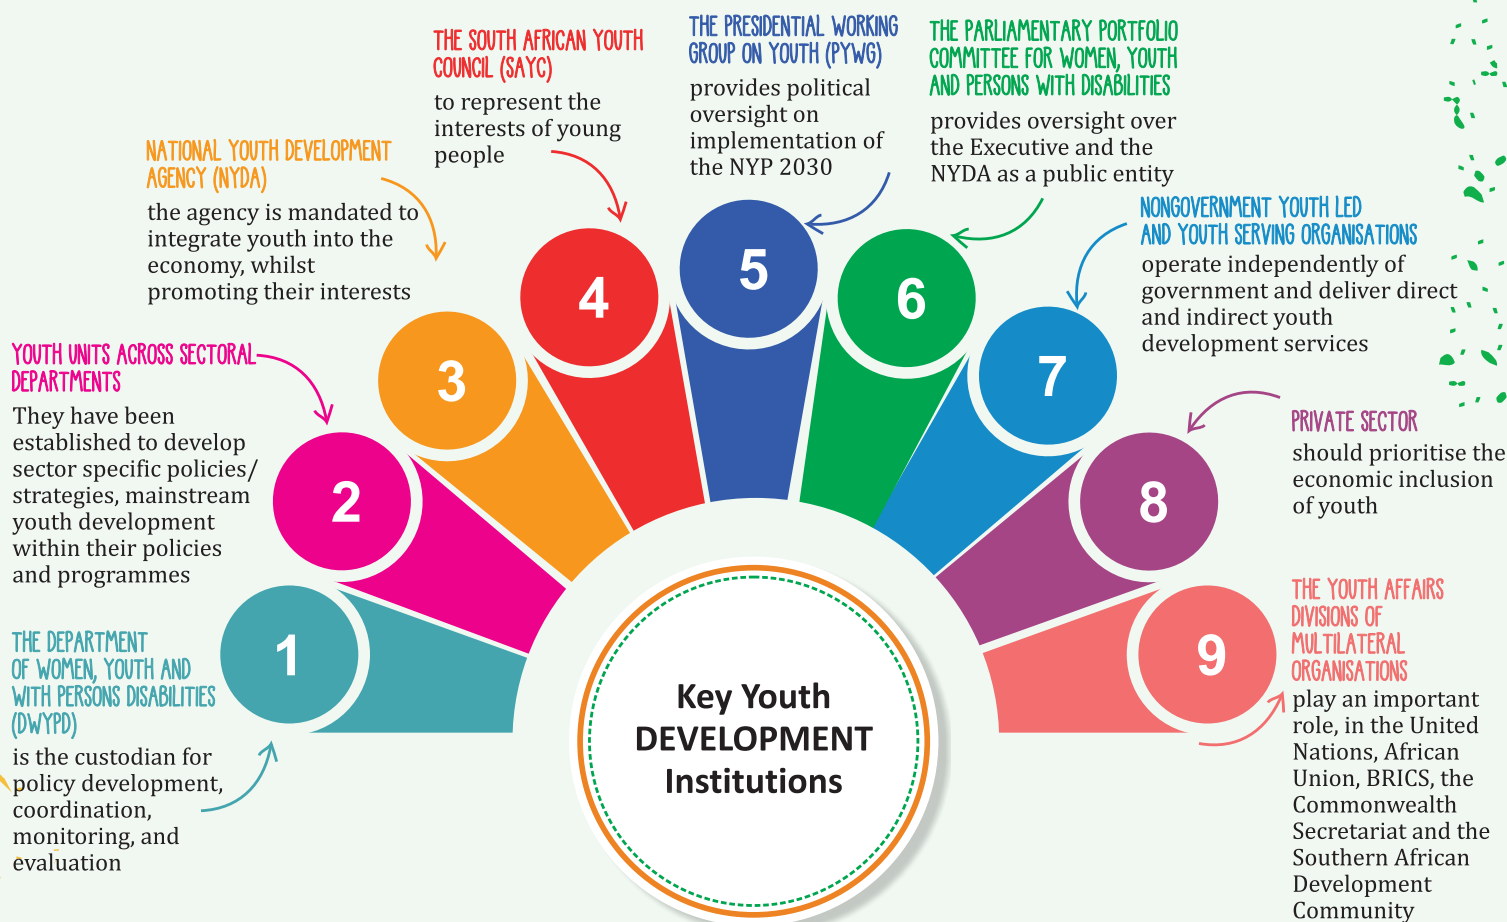 THE DEPARTMENT
OF WOMEN, YOUTH AND
WITH PERSONS DISABILITIES
(DWYPD)
is the custodian for
policy development,
coordination,
monitoring, and
evaluation
1
YOUTH UNITS ACROSS SECTORAL
DEPARTMENTS
They have been
established to develop
sector specific policies/
strategies, mainstream
youth development
within their policies
and programmes
2
NATIONAL YOUTH DEVELOPMENT
AGENCY (NYDA)
the agency is mandated to
integrate youth into the
economy, whilst
promoting their interests
3
THE SOUTH AFRICAN YOUTH
COUNCIL (SAYC)
to represent the
interests of young
people
4
THE PRESIDENTIAL WORKING
GROUP ON YOUTH (PYWG)
provides political
oversight on
implementation of
the NYP 2030
5
THE PARLIAMENTARY PORTFOLIO
COMMITTEE FOR WOMEN, YOUTH
AND PERSONS WITH DISABILITIES
provides oversight over
the Executive and the
NYDA as a public entity
6
NONGOVERNMENT YOUTH LED
AND YOUTH SERVING ORGANISATIONS
operate independently of
government and deliver direct
and indirect youth
development services
7
PRIVATE SECTOR
should prioritise the
economic inclusion
of youth
8
THE YOUTH AFFAIRS
DIVISIONS OF
MULTILATERAL
ORGANISATIONS
play an important
role, in the United
Nations, African
Union, BRICS, the
Commonwealth
Secretariat and the
Southern African
Development
Community
9
Key Youth
DEVELOPMENT
Institutions